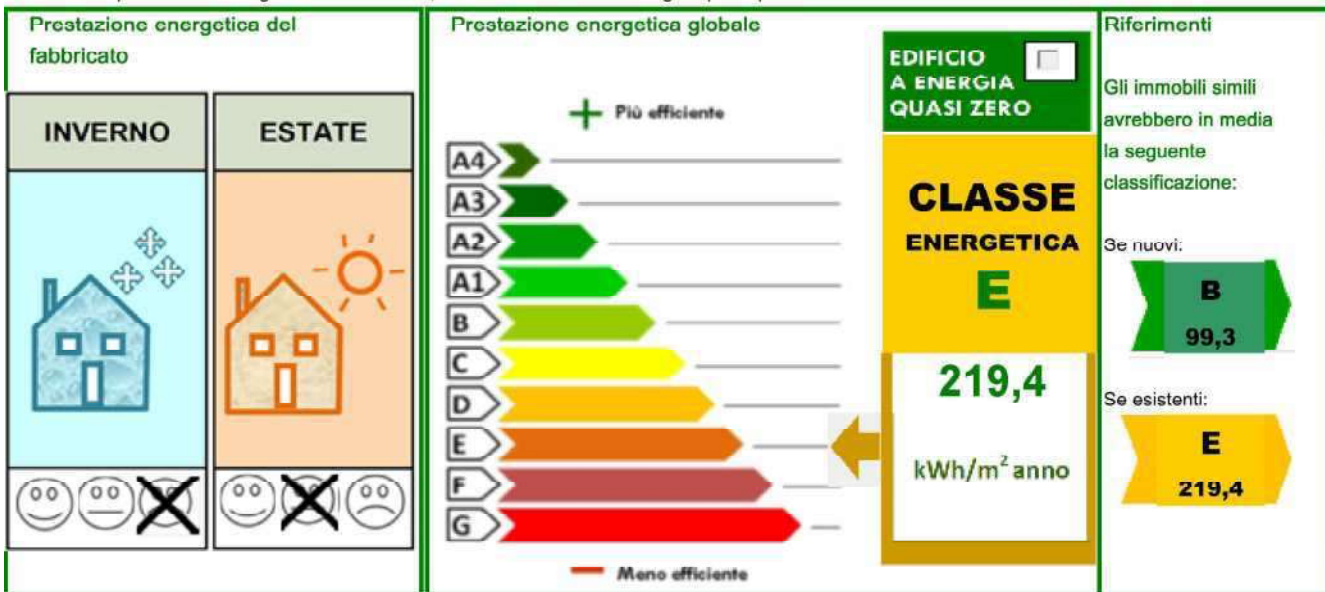 Prestazione energetica del
fabbricato
INVERNO
ESTATE
Prestazione energetica globale
Più efficiente
A4
A3
A2
A1
B
C
D
E
F
G
Meno efficiente
EDIFICIO
A ENERGIA
QUASI ZERO
CLASSE
ENERGETICA
E
219,4
kWh/m² anno
Riferimenti
Gli immobili simili
avrebbero in media
la seguente
classificazione:
Se nuovi:
B
99,3
Se esistenti:
E
219,4